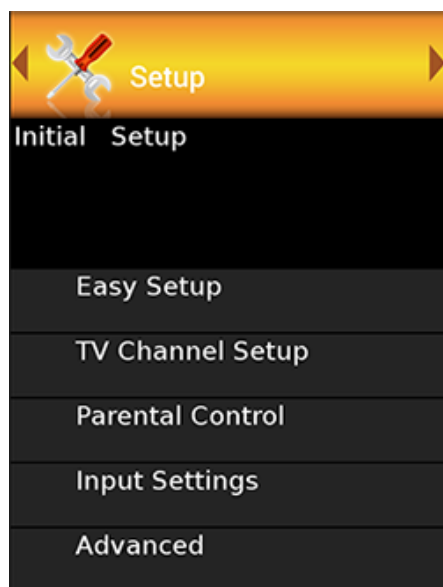 Setup
Initial Setup
Easy Setup
TV Channel Setup
Parental Control
Input Settings
Advanced